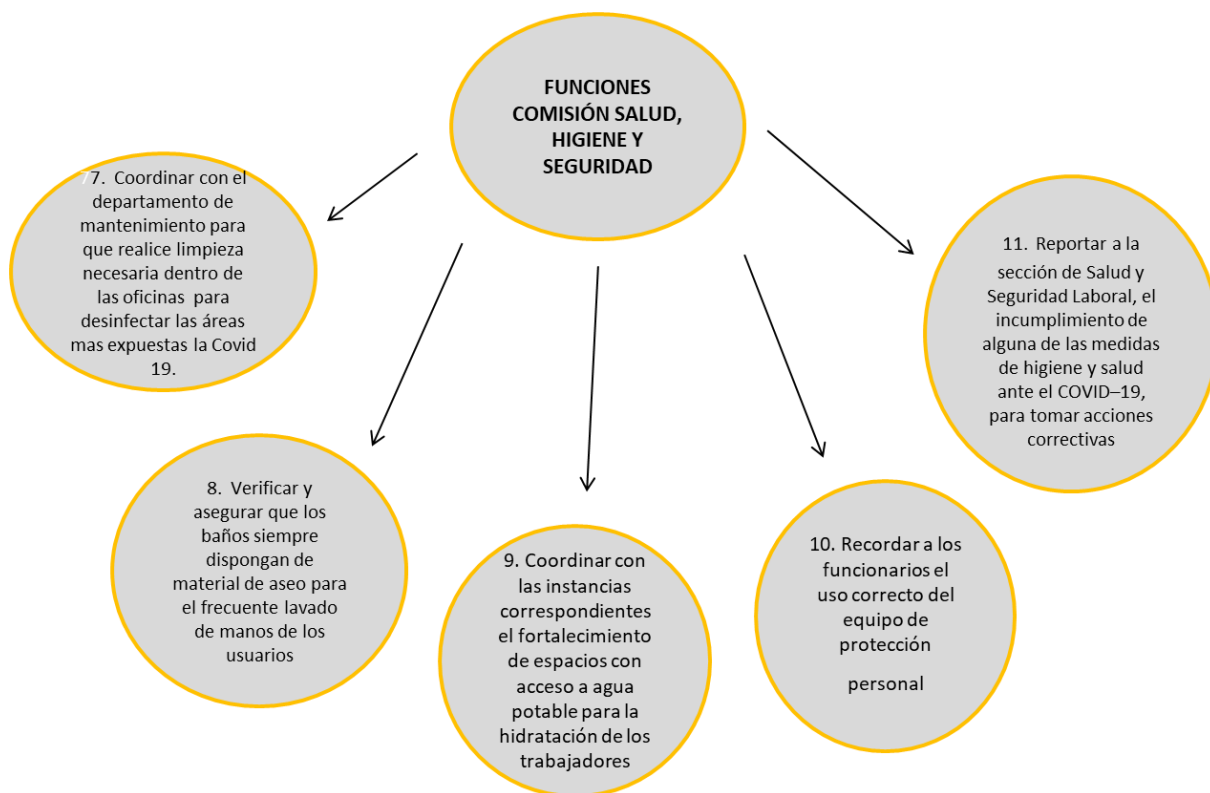 FUNCIONES
COMISIÓN SALUD,
HIGIENE Y
SEGURIDAD
77. Coordinar con el
departamento de
mantenimiento para
que realice limpieza
necesaria dentro de
las oficinas para
desinfectar las áreas
mas expuestas la Covid
19.
8. Verificar y
asegurar que los
baños siempre
dispongan de
material de aseo para
el frecuente lavado
de manos de los
usuarios
9. Coordinar con
las instancias
correspondientes
el fortalecimiento
de espacios con
acceso a agua
potable para la
hidratación de los
trabajadores
10. Recordar a los
funcionarios el
uso correcto del
equipo de
protección
personal
11. Reportar a la
sección de Salud y
Seguridad Laboral, el
incumplimiento de
alguna de las medidas
de higiene y salud
ante el COVID–19,
para tomar acciones
correctivas